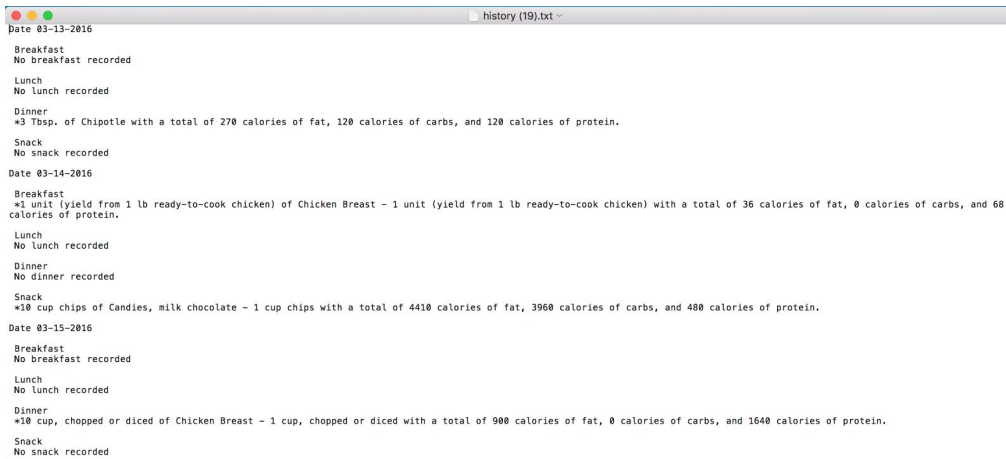 history (19).txt
Date 03-13-2016
Breakfast
No breakfast recorded
Lunch
No lunch recorded
Dinner
*3 Tbsp. of Chipotle with a total of 270 calories of fat, 120 calories of carbs, and 120 calories of protein.
Snack
No snack recorded
Date 03-14-2016
Breakfast
*1 unit (yield from 1 lb ready-to-cook chicken) of Chicken Breast – 1 unit (yield from 1 lb ready-to-cook chicken) with a total of 36 calories of fat, 0 calories of carbs, and 68
calories of protein.
Lunch
No lunch recorded
Dinner
No dinner recorded
Snack
*10 cup chips of Candies, milk chocolate – 1 cup chips with a total of 4410 calories of fat, 3960 calories of carbs, and 480 calories of protein.
Date 03-15-2016
Breakfast
No breakfast recorded
Lunch
No lunch recorded
Dinner
*10 cup, chopped or diced of Chicken Breast – 1 cup, chopped or diced with a total of 900 calories of fat, 0 calories of carbs, and 1640 calories of protein.
Snack
No snack recorded